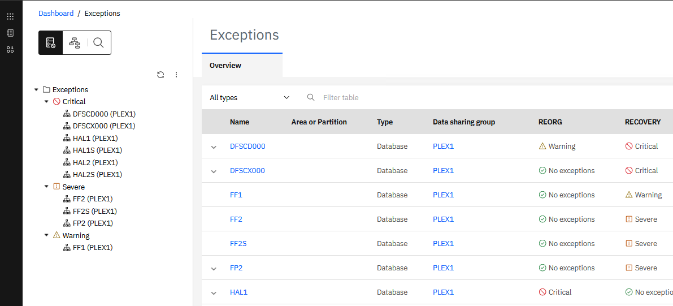 Dashboard / Exceptions
Exceptions
Overview
Exceptions
Critical
DFSCD000 (PLEX1)
DFSCX000 (PLEX1)
HAL1 (PLEX1)
HAL1S (PLEX1)
HAL2 (PLEX1)
HAL2S (PLEX1)
Severe
FF2 (PLEX1)
FF2S (PLEX1)
FP2 (PLEX1)
Warning
FF1 (PLEX1)
All types Filter table
Name Area or Partition Type Data sharing group REORG RECOVERY
DFSCD000 Database PLEX1 Warning Critical
DFSCX000 Database PLEX1 No exceptions Critical
FF1 Database PLEX1 No exceptions Warning
FF2 Database PLEX1 No exceptions Severe
FF2S Database PLEX1 No exceptions Severe
FP2 Database PLEX1 No exceptions Severe
HAL1 Database PLEX1 Critical No exceptio